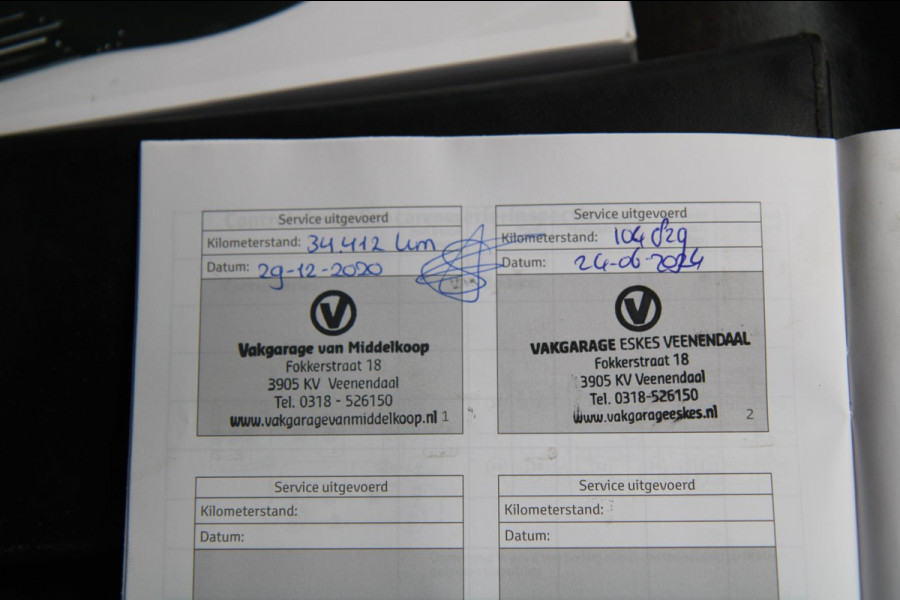 Service uitgevoerd
Kilometerstand: 34.412 km
Datum: 29-12-2020
V
Vakgarage van Middelkoop
Fokkerstraat 18
3905 KV Veenendaal
Tel. 0318 - 526150
www.vakgaragevanmiddelkoop.nl 1
Service uitgevoerd
Kilometerstand: 104 829
Datum: 24-06-2024
V
VAKGARAGE ESKES VEENENDAAL
Fokkerstraat 18
3905 KV Veenendaal
Tel. 0318-526150
www.vakgarageeskes.nl 2
Service uitgevoerd
Kilometerstand:
Datum:
Service uitgevoerd
Kilometerstand:
Datum: